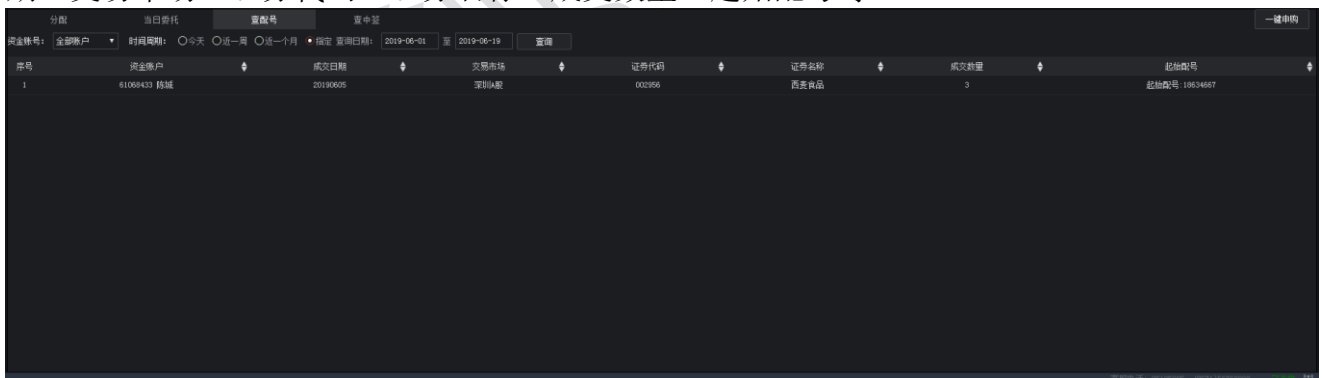 分配 当日委托 查配号 查中签 一键申购
资金账号： 全部账户 时间周期： 今天 近一周 近一个月 指定 查询日期： 2019-06-01 至 2019-06-19 查询
序号 资金账户 成交日期 交易市场 证券代码 证券名称 成交数量 起始配号
1 61068433 20190605 深圳A股 002956 西麦食品 3 起始配号:18634667